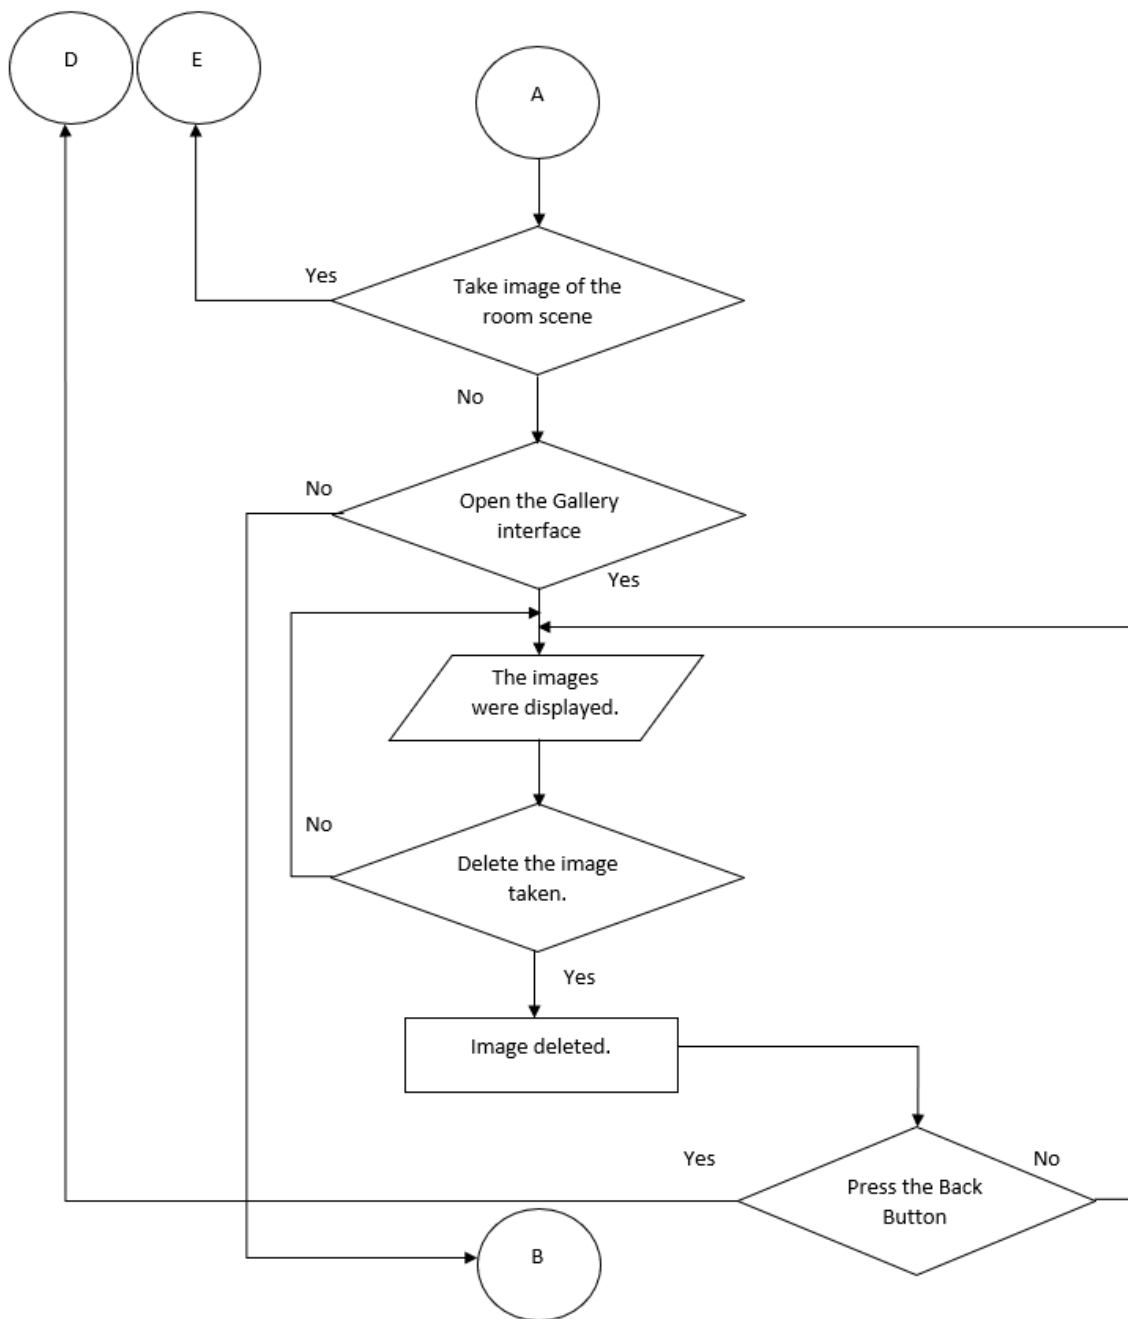 D
E
A
Yes
Take image of the
room scene
No
No
Open the Gallery
interface
Yes
The images
were displayed.
No
Delete the image
taken.
Yes
Image deleted.
Yes
No
Press the Back
Button
B